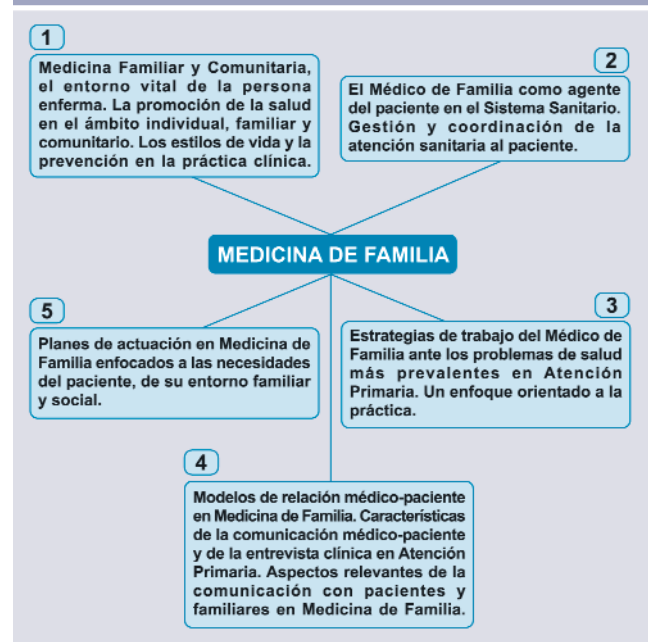 1
Medicina Familiar y Comunitaria,
el entorno vital de la persona
enferma. La promoción de la salud
en el ámbito individual, familiar y
comunitario. Los estilos de vida y la
prevención en la práctica clínica.
2
El Médico de Familia como agente
del paciente en el Sistema Sanitario.
Gestión y coordinación de la
atención sanitaria al paciente.
MEDICINA DE FAMILIA
5
Planes de actuación en Medicina de
Familia enfocados a las necesidades
del paciente, de su entorno familiar
y social.
3
Estrategias de trabajo del Médico de
Familia ante los problemas de salud
más prevalentes en Atención
Primaria. Un enfoque orientado a la
práctica.
4
Modelos de relación médico-paciente
en Medicina de Familia. Características
de la comunicación médico-paciente
y de la entrevista clínica en Atención
Primaria. Aspectos relevantes de la
comunicación con pacientes y
familiares en Medicina de Familia.